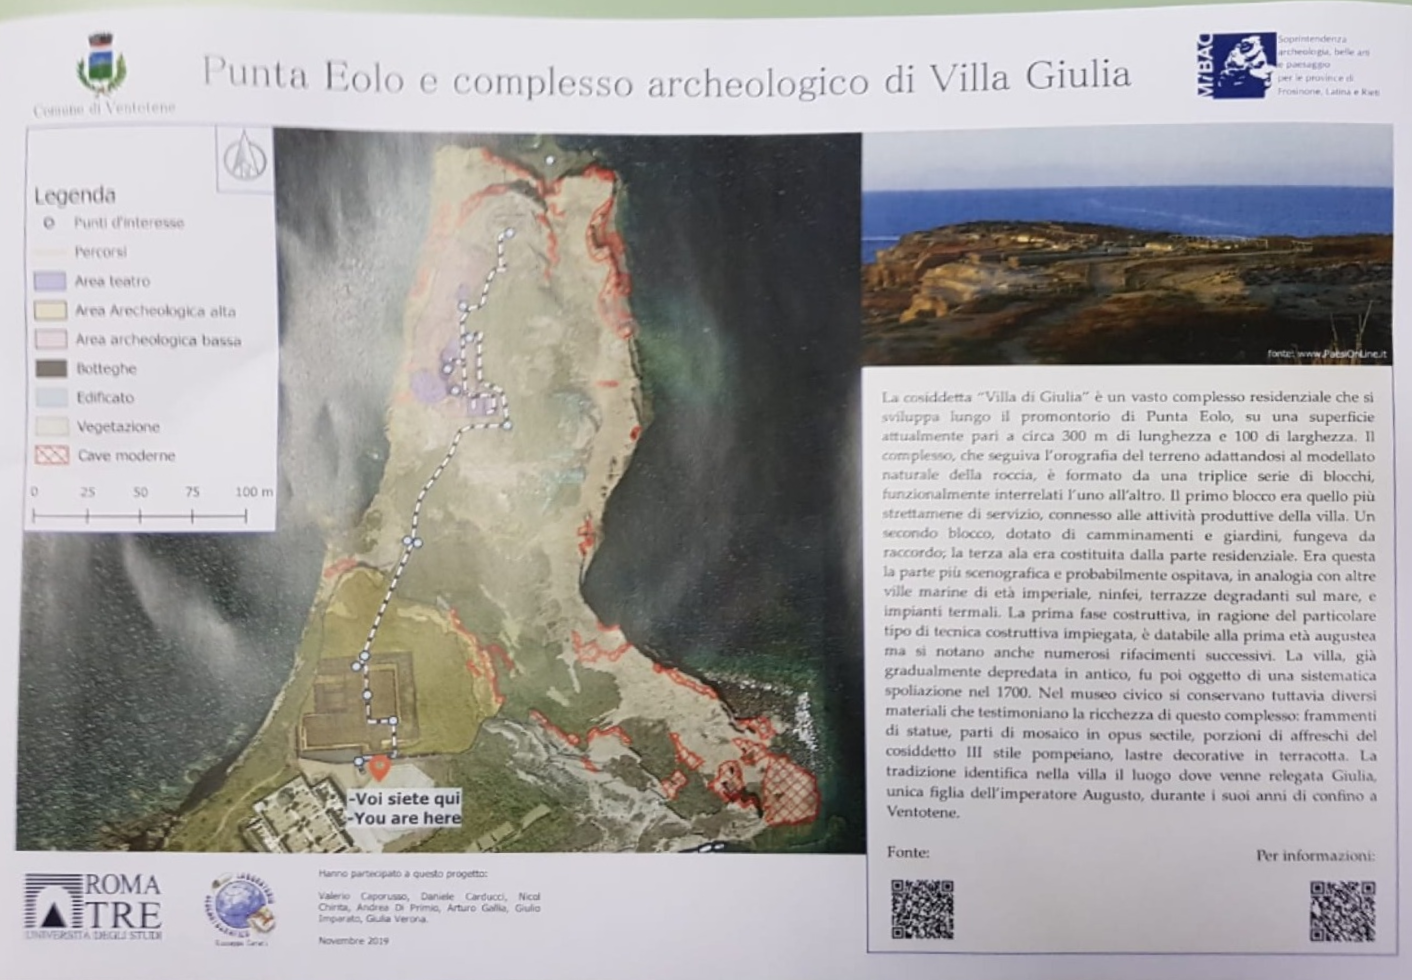 Comune di Ventotene
Punta Eolo e complesso archeologico di Villa Giulia
MiBAC
Soprintendenza
archeologia, belle arti
e paesaggio
per le province di
Frosinone, Latina e Rieti
Legenda
Punti d'interesse
Percorsi
Area teatro
Area Arecheologica alta
Area archeologica bassa
Botteghe
Edificato
Vegetazione
Cave moderne
0 25 50 75 100 m
-Voi siete qui
-You are here
fonte: www.PaesiOnLine.it
La cosiddetta "Villa di Giulia" è un vasto complesso residenziale che si
sviluppa lungo il promontorio di Punta Eolo, su una superficie
attualmente pari a circa 300 m di lunghezza e 100 di larghezza. Il
complesso, che seguiva l'orografia del terreno adattandosi al modellato
naturale della roccia, è formato da una triplice serie di blocchi,
funzionalmente interrelati l'uno all'altro. Il primo blocco era quello più
strettamene di servizio, connesso alle attività produttive della villa. Un
secondo blocco, dotato di camminamenti e giardini, fungeva da
raccordo; la terza ala era costituita dalla parte residenziale. Era questa
la parte più scenografica e probabilmente ospitava, in analogia con altre
ville marine di età imperiale, ninfei, terrazze degradanti sul mare, e
impianti termali. La prima fase costruttiva, in ragione del particolare
tipo di tecnica costruttiva impiegata, è databile alla prima età augustea
ma si notano anche numerosi rifacimenti successivi. La villa, già
gradualmente depredata in antico, fu poi oggetto di una sistematica
spoliazione nel 1700. Nel museo civico si conservano tuttavia diversi
materiali che testimoniano la ricchezza di questo complesso: frammenti
di statue, parti di mosaico in opus sectile, porzioni di affreschi del
cosiddetto III stile pompeiano, lastre decorative in terracotta. La
tradizione identifica nella villa il luogo dove venne relegata Giulia,
unica figlia dell'imperatore Augusto, durante i suoi anni di confino a
Ventotene.
Fonte:
Per informazioni:
ROMA
TRE
UNIVERSITÀ DEGLI STUDI
Hanno partecipato a questo progetto:
Valerio Caporusso, Daniele Carducci, Nicol
Chirita, Andrea Di Primio, Arturo Gallia, Giulio
Imparato, Giulia Verona.
Novembre 2019